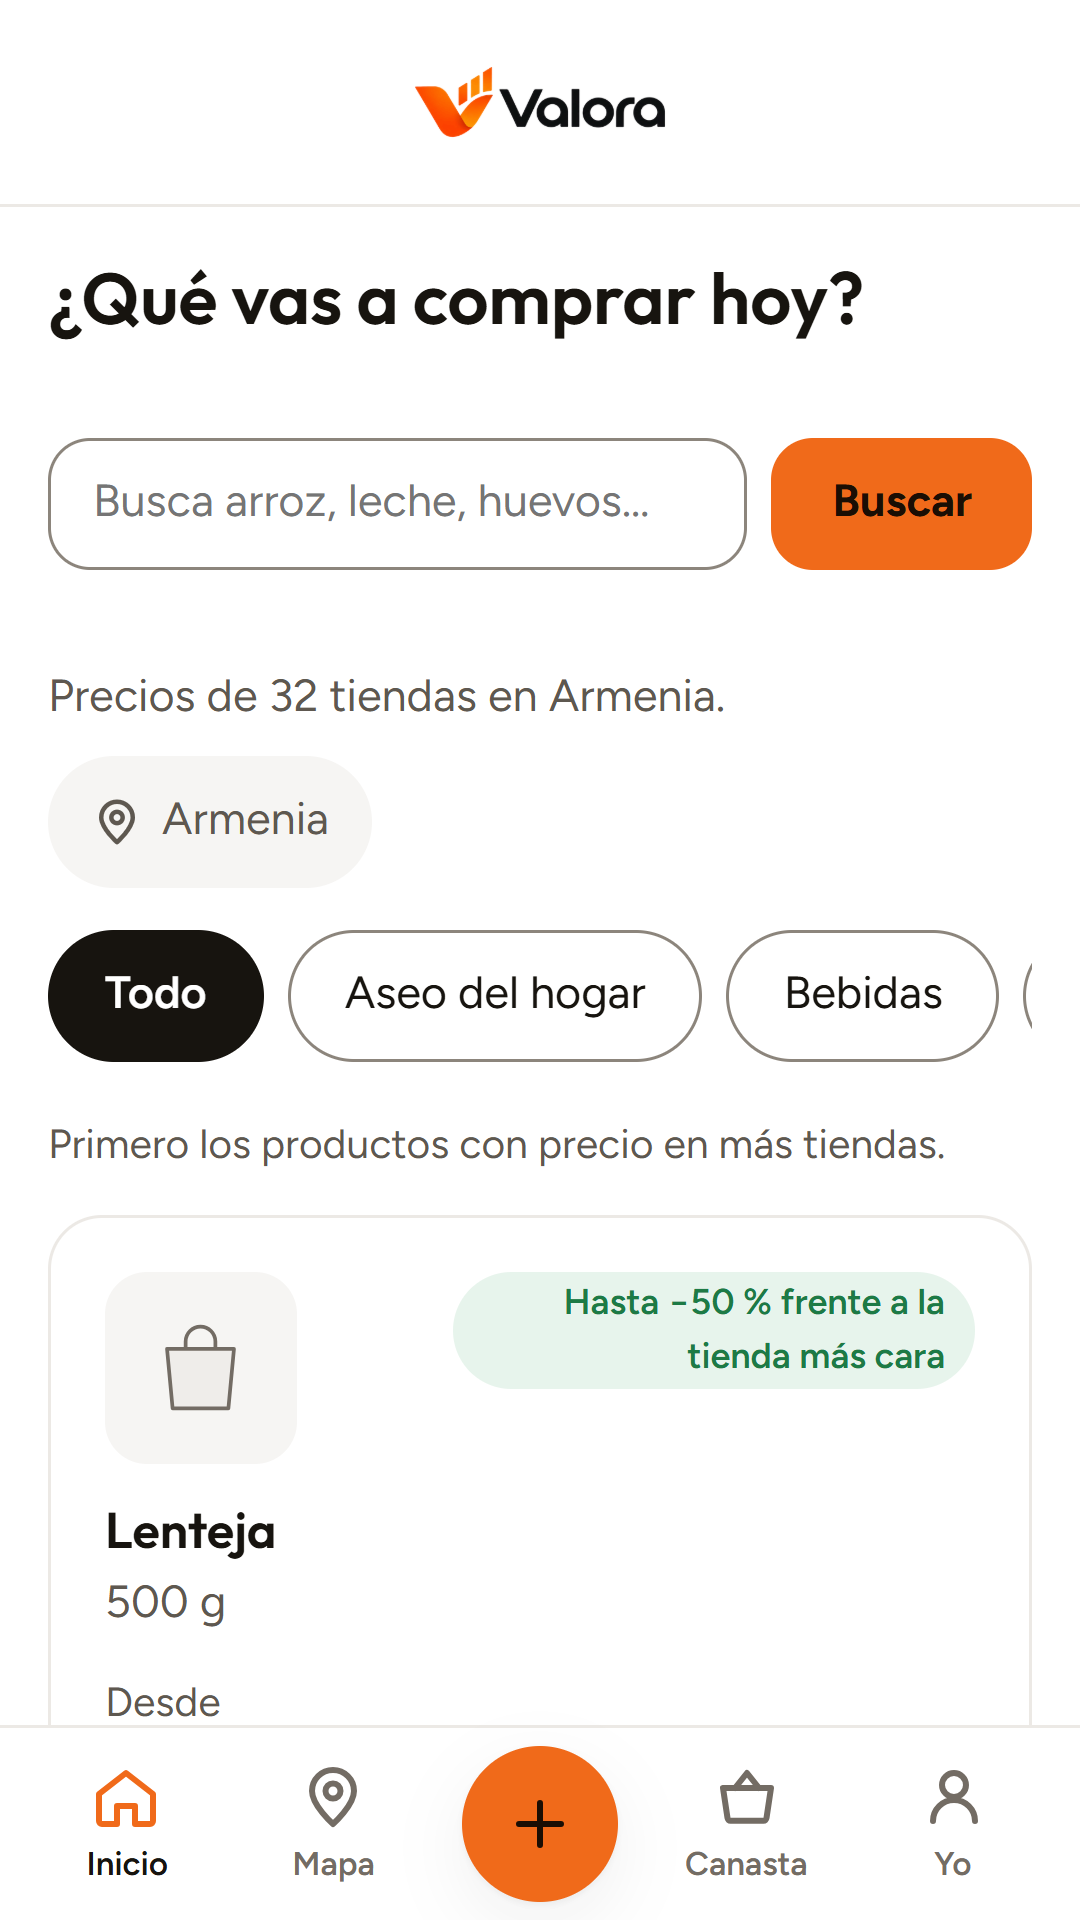 Valora
¿Qué vas a comprar hoy?
Busca arroz, leche, huevos...
Buscar
Precios de 32 tiendas en Armenia.
Armenia
Todo
Aseo del hogar
Bebidas
Primero los productos con precio en más tiendas.
Hasta −50 % frente a la
tienda más cara
Lenteja
500 g
Desde
Inicio
Mapa
Canasta
Yo